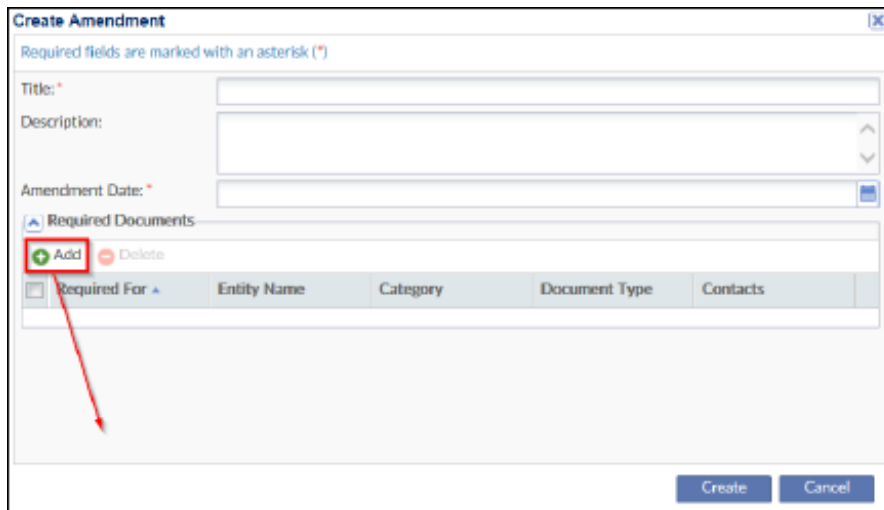 Create Amendment
Required fields are marked with an asterisk (*)
Title:*
Description:
Amendment Date: *
Required Documents
Add Delete
Required For Entity Name Category Document Type Contacts
Create Cancel